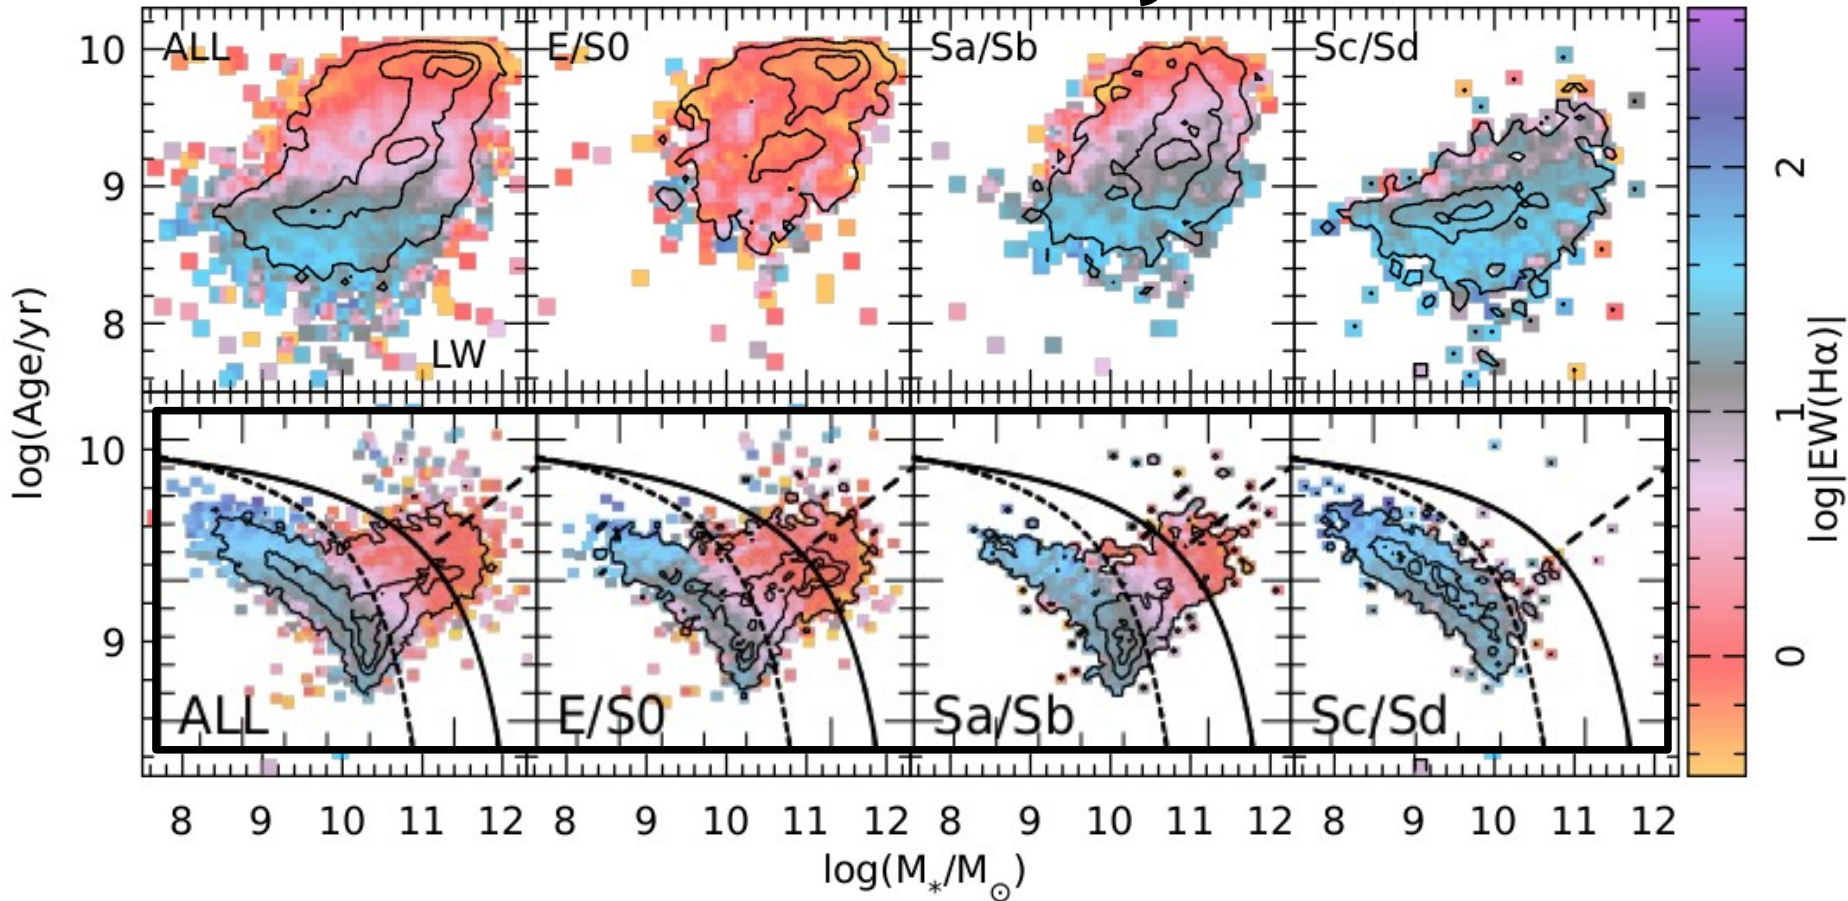 ALL E/S0 Sa/Sb Sc/Sd
10
9
8
LW
log(Age/yr)
10
9
ALL E/S0 Sa/Sb Sc/Sd
8 9 10 11 12 8 9 10 11 12 8 9 10 11 12 8 9 10 11 12
log(M*/M⊙)
2
1
0
log|EW(Hα)|